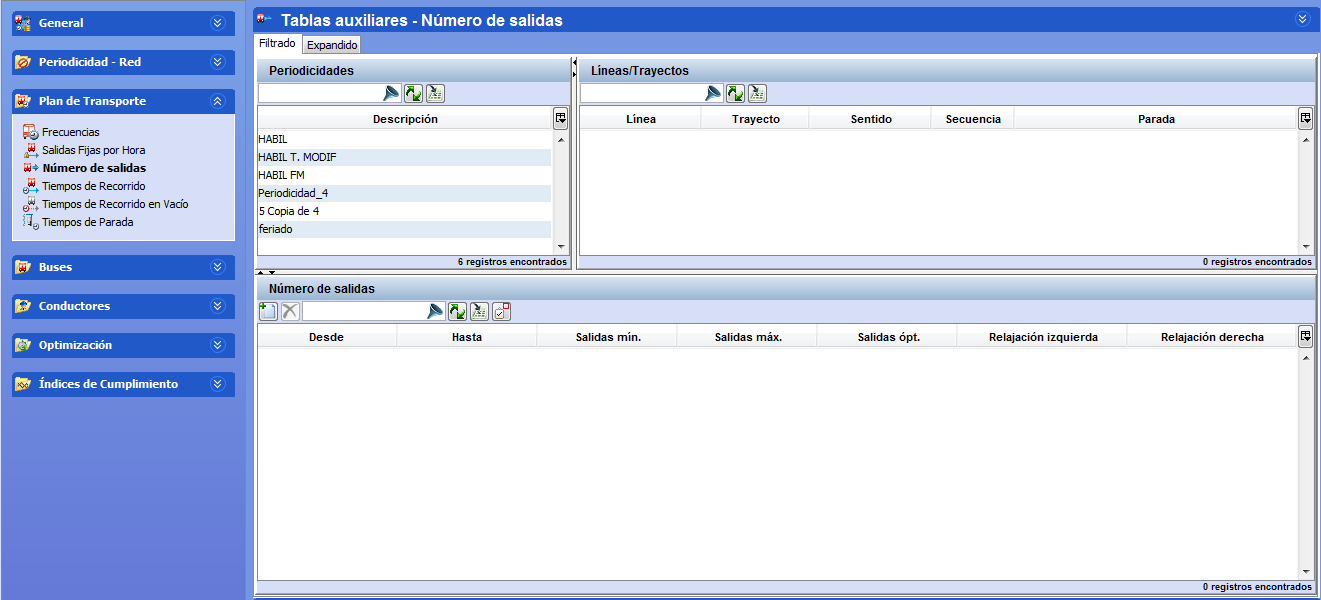 General
Periodicidad - Red
Plan de Transporte
Frecuencias
Salidas Fijas por Hora
Número de salidas
Tiempos de Recorrido
Tiempos de Recorrido en Vacío
Tiempos de Parada
Buses
Conductores
Optimización
Índices de Cumplimiento
Tablas auxiliares - Número de salidas
Filtrado Expandido
Periodicidades
Descripción
HABIL
HABIL T. MODIF
HABIL FM
Periodicidad_4
5 Copia de 4
feriado
6 registros encontrados
Líneas/Trayectos
Línea Trayecto Sentido Secuencia Parada
0 registros encontrados
Número de salidas
Desde Hasta Salidas mín. Salidas máx. Salidas ópt. Relajación izquierda Relajación derecha
0 registros encontrados